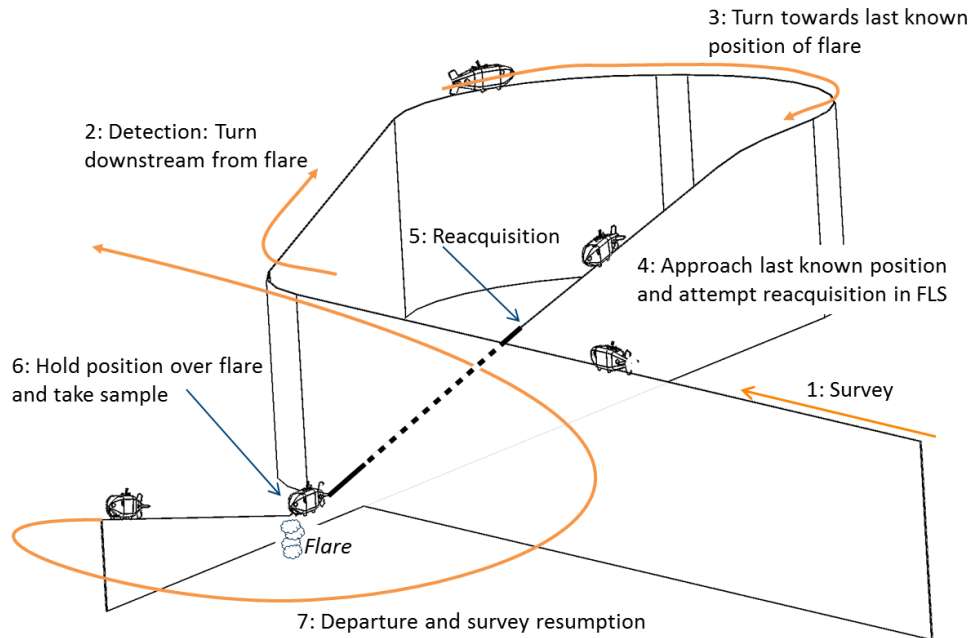 3: Turn towards last known
position of flare
2: Detection: Turn
downstream from flare
5: Reacquisition
4: Approach last known position
and attempt reacquisition in FLS
6: Hold position over flare
and take sample
1: Survey
Flare
7: Departure and survey resumption